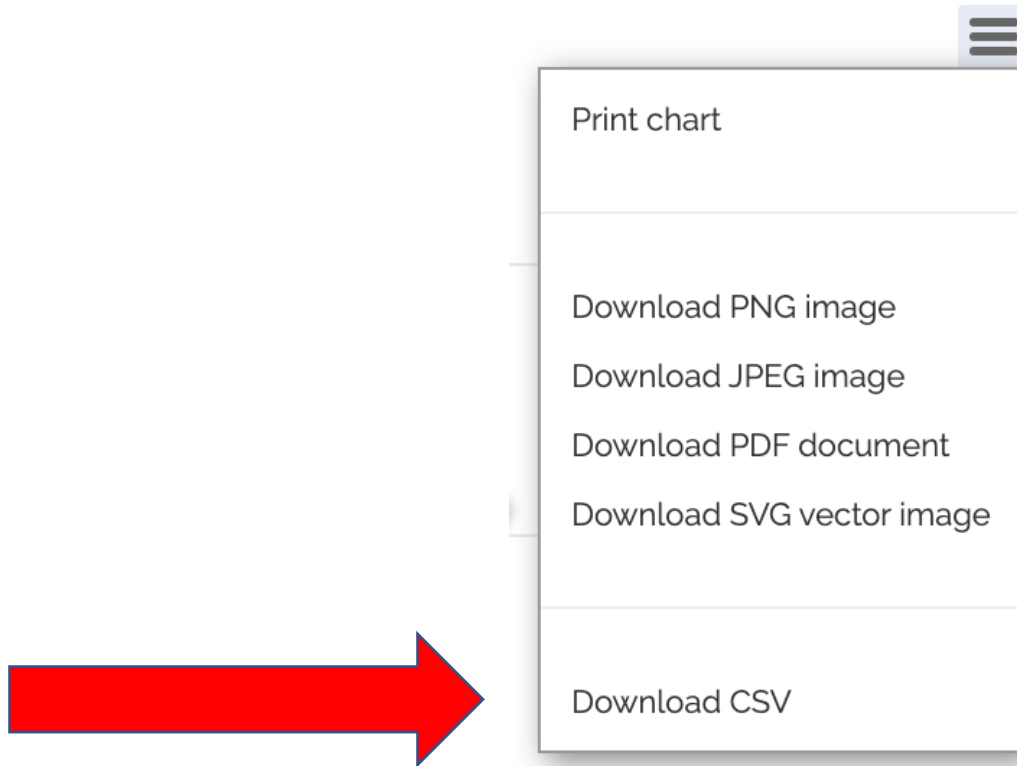 Print chart
Download PNG image
Download JPEG image
Download PDF document
Download SVG vector image
Download CSV